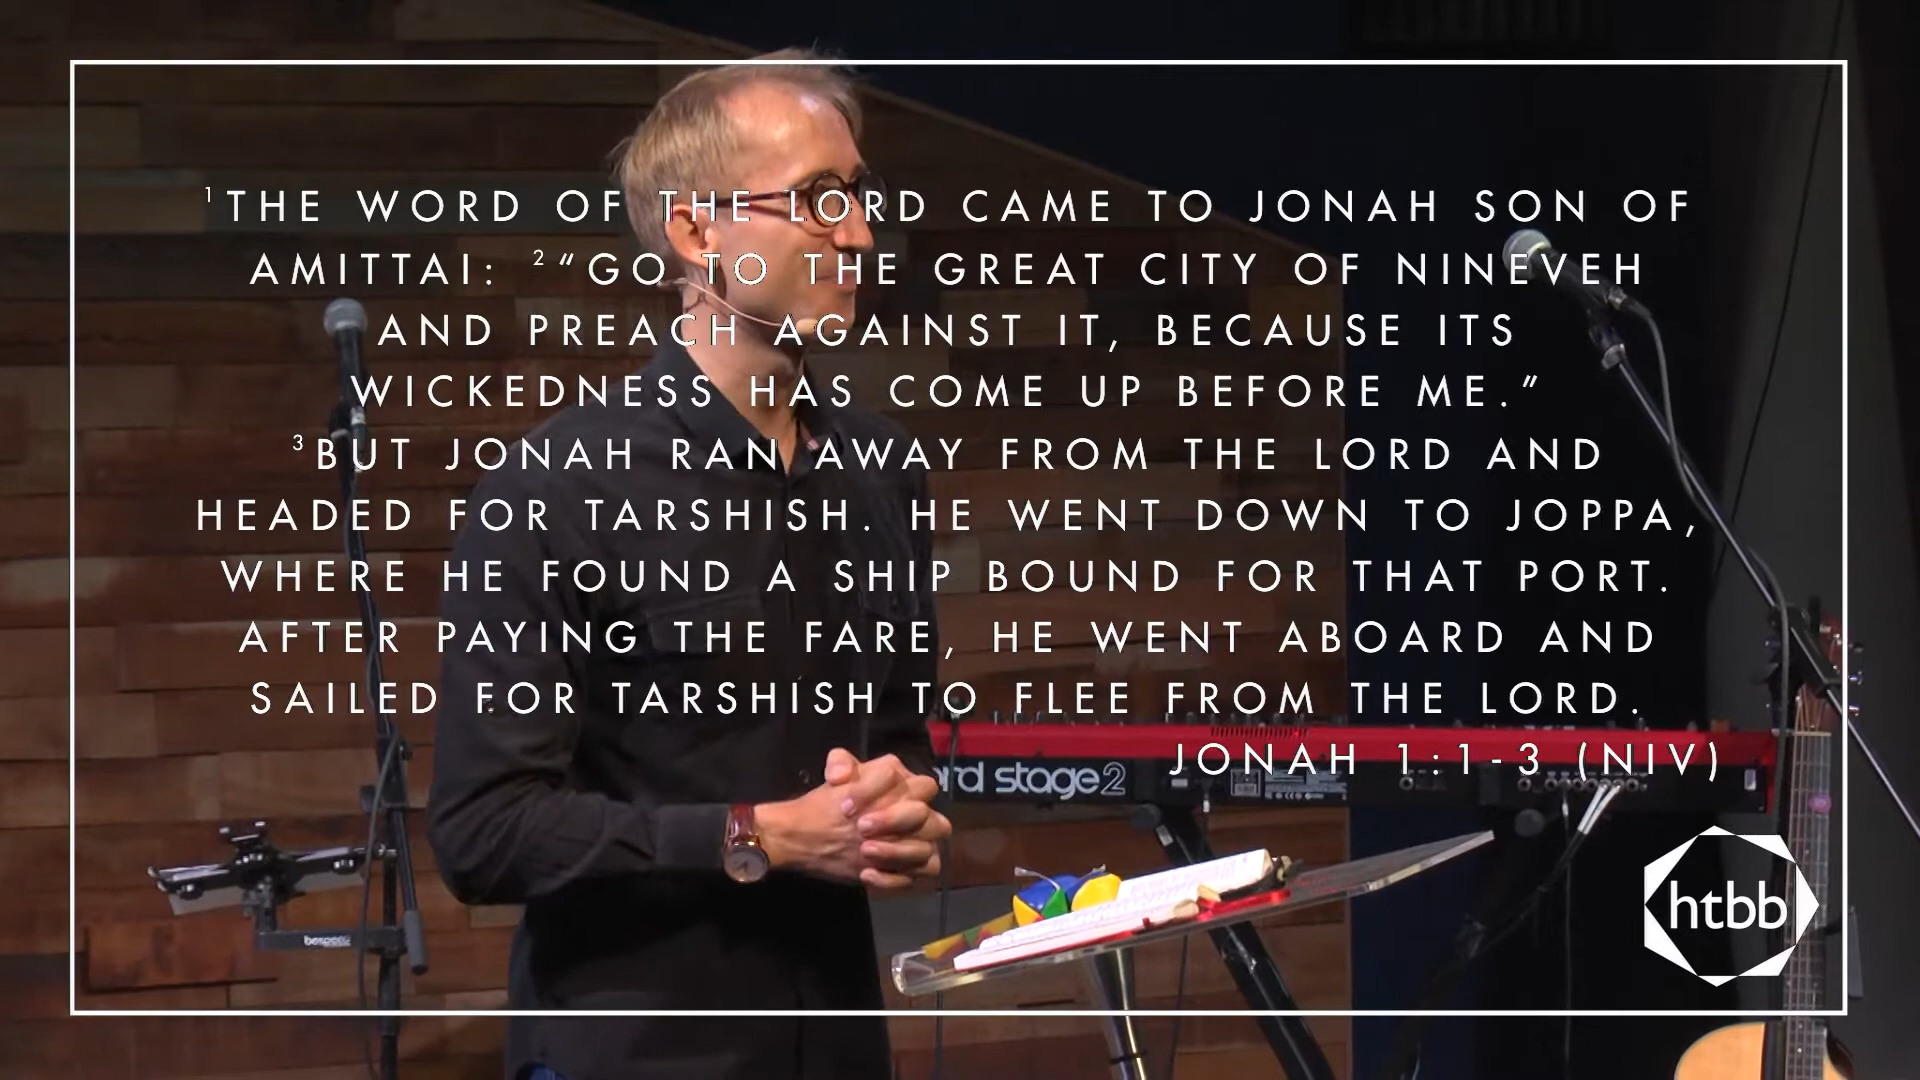 ¹THE WORD OF THE LORD CAME TO JONAH SON OF
AMITTAI: ²“GO TO THE GREAT CITY OF NINEVEH
AND PREACH AGAINST IT, BECAUSE ITS
WICKEDNESS HAS COME UP BEFORE ME.”
³BUT JONAH RAN AWAY FROM THE LORD AND
HEADED FOR TARSHISH. HE WENT DOWN TO JOPPA,
WHERE HE FOUND A SHIP BOUND FOR THAT PORT.
AFTER PAYING THE FARE, HE WENT ABOARD AND
SAILED FOR TARSHISH TO FLEE FROM THE LORD.
JONAH 1:1-3 (NIV)
rd stage2
htbb